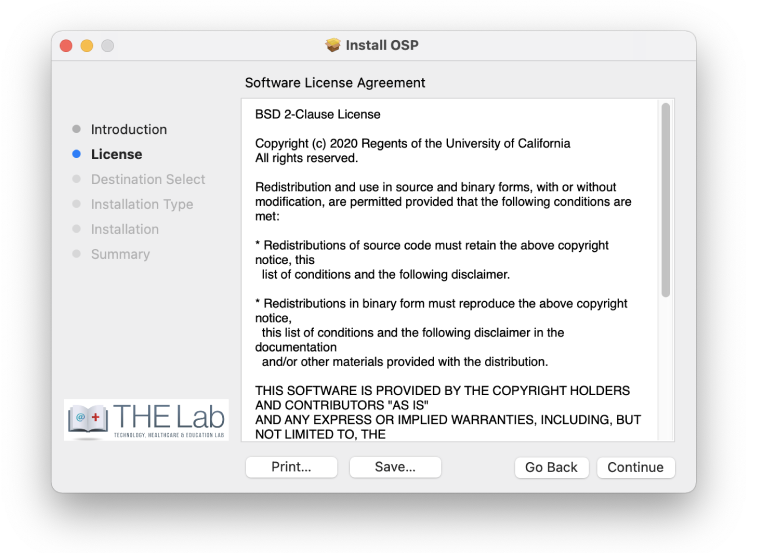 Install OSP
Software License Agreement
Introduction
License
Destination Select
Installation Type
Installation
Summary
BSD 2-Clause License
Copyright (c) 2020 Regents of the University of California
All rights reserved.
Redistribution and use in source and binary forms, with or without
modification, are permitted provided that the following conditions are
met:
* Redistributions of source code must retain the above copyright
notice, this
list of conditions and the following disclaimer.
* Redistributions in binary form must reproduce the above copyright
notice,
this list of conditions and the following disclaimer in the
documentation
and/or other materials provided with the distribution.
THIS SOFTWARE IS PROVIDED BY THE COPYRIGHT HOLDERS
AND CONTRIBUTORS "AS IS"
AND ANY EXPRESS OR IMPLIED WARRANTIES, INCLUDING, BUT
NOT LIMITED TO, THE
@ +
THE Lab
TECHNOLOGY, HEALTHCARE & EDUCATION LAB
Print...
Save...
Go Back
Continue